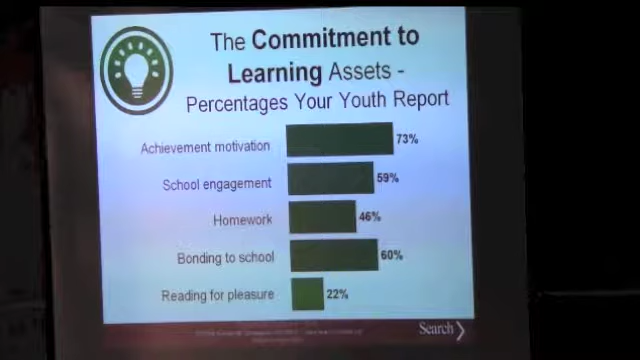 The Commitment to
Learning Assets -
Percentages Your Youth Report
Achievement motivation 73%
School engagement 59%
Homework 46%
Bonding to school 60%
Reading for pleasure 22%
Search